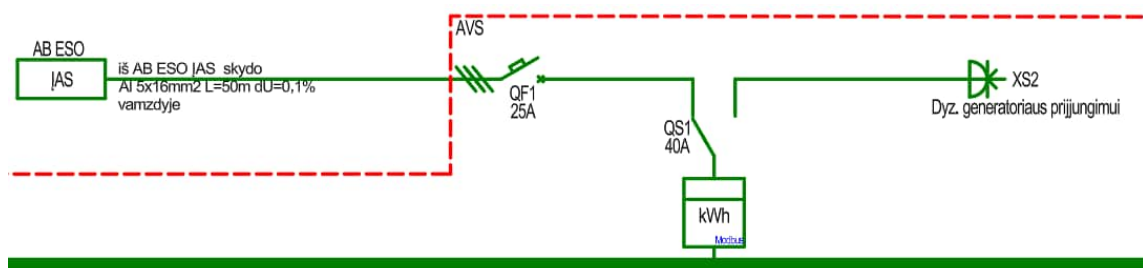 AB ESO
ĮAS
iš AB ESO ĮAS skydo
Al 5x16mm2 L=50m dU=0,1%
vamzdyje
AVS
QF1
25A
QS1
40A
XS2
Dyz. generatoriaus prijjungimui
kWh
Modbus